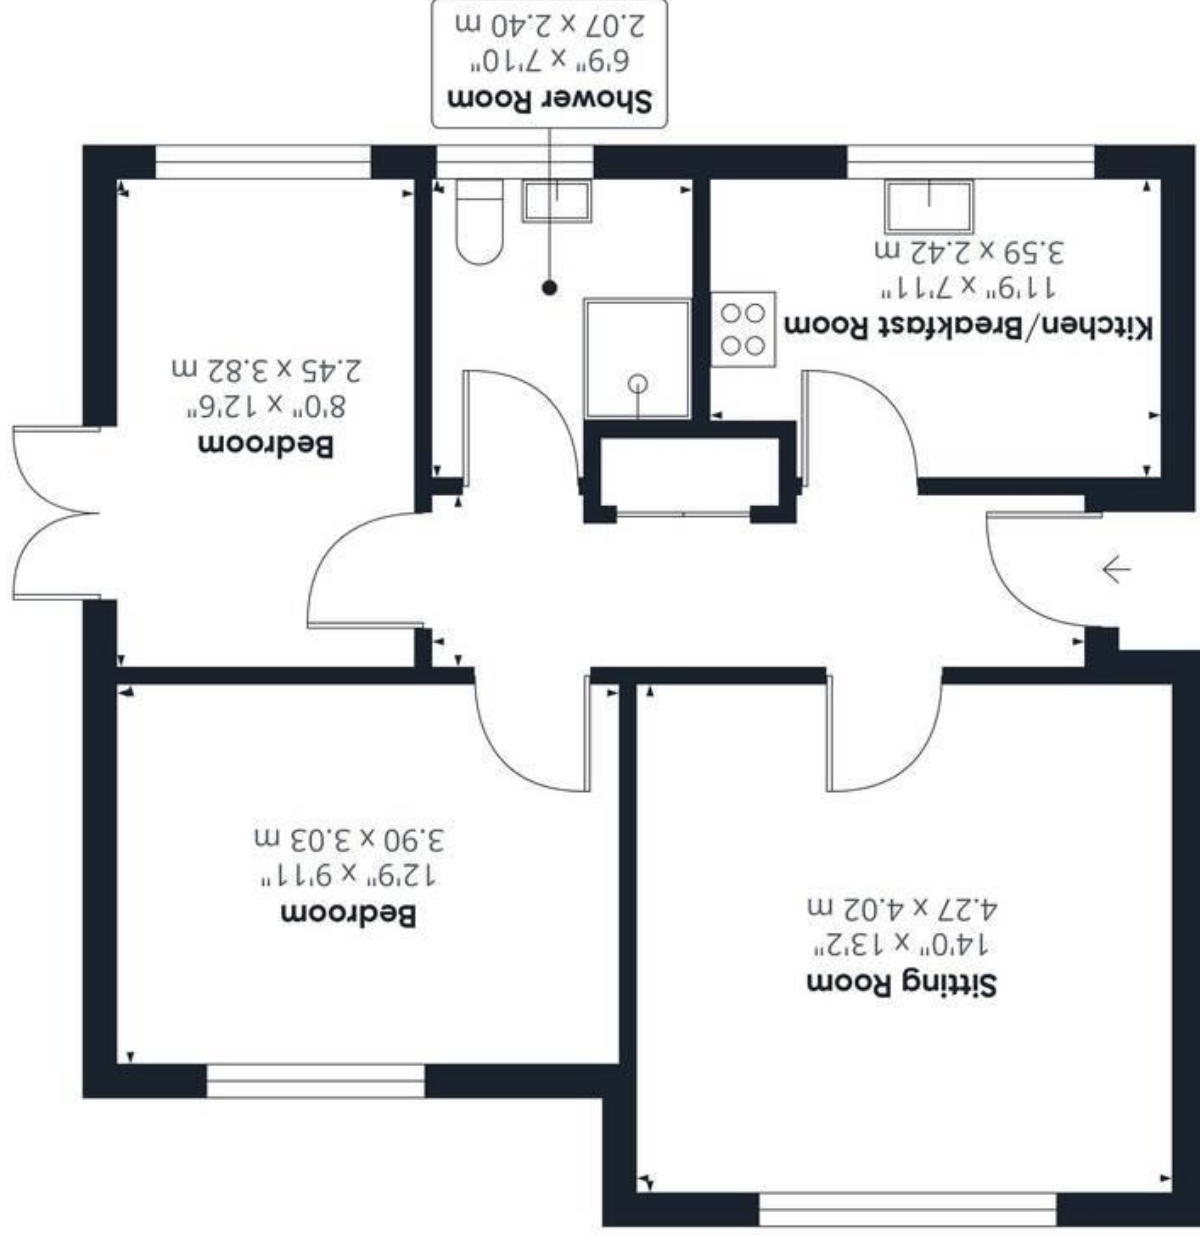 Sitting Room
14'0" x 13'2"
4.27 x 4.02 m
Bedroom
12'9" x 9'11"
3.90 x 3.03 m
Bedroom
8'0" x 12'6"
2.45 x 3.82 m
Kitchen/Breakfast Room
11'9" x 7'11"
3.59 x 2.42 m
Shower Room
6'9" x 7'10"
2.07 x 2.40 m